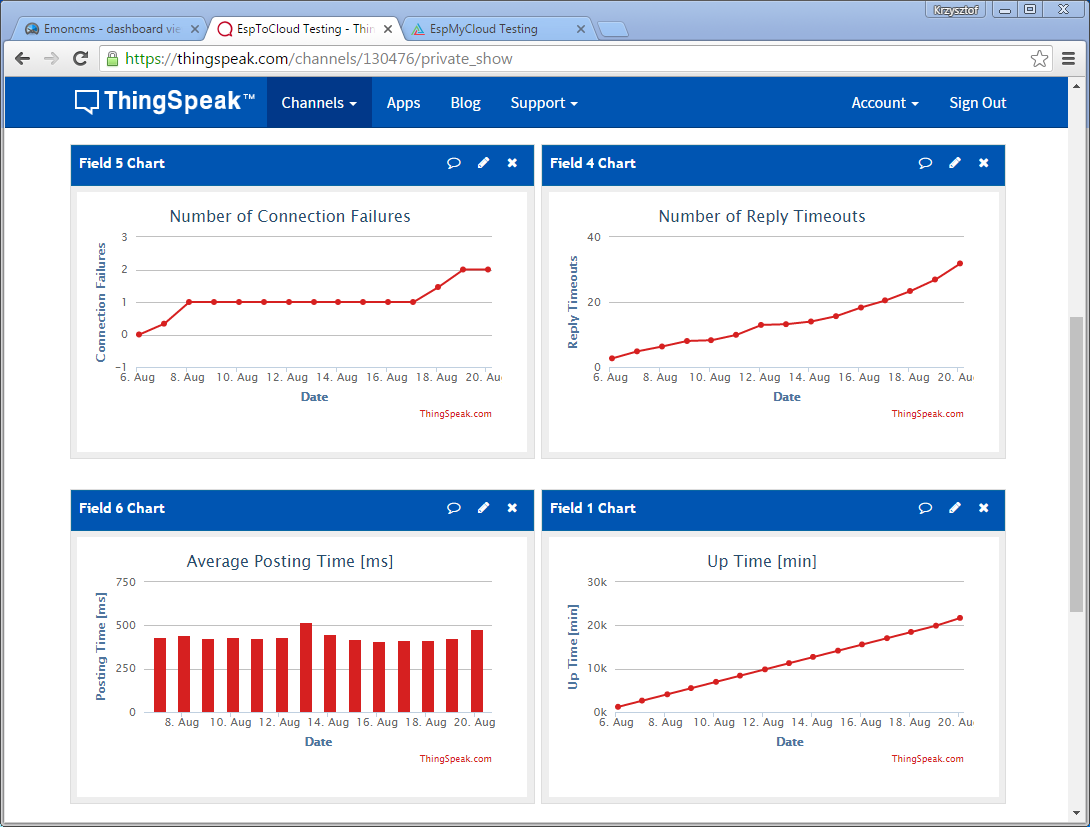 Krzysztof
Emoncms - dashboard vie
EspToCloud Testing - Thin
EspMyCloud Testing
https://thingspeak.com/channels/130476/private_show
ThingSpeak™
Channels
Apps
Blog
Support
Account
Sign Out
Field 5 Chart
Number of Connection Failures
Connection Failures
3
2
1
0
-1
6. Aug 8. Aug 10. Aug 12. Aug 14. Aug 16. Aug 18. Aug 20. Au
Date
ThingSpeak.com
Field 4 Chart
Number of Reply Timeouts
Reply Timeouts
40
20
0
6. Aug 8. Aug 10. Aug 12. Aug 14. Aug 16. Aug 18. Aug 20. Au
Date
ThingSpeak.com
Field 6 Chart
Average Posting Time [ms]
Posting Time [ms]
750
500
250
0
8. Aug 10. Aug 12. Aug 14. Aug 16. Aug 18. Aug 20. Aug
Date
ThingSpeak.com
Field 1 Chart
Up Time [min]
Up Time [min]
30k
20k
10k
0k
6. Aug 8. Aug 10. Aug 12. Aug 14. Aug 16. Aug 18. Aug 20. Au
Date
ThingSpeak.com